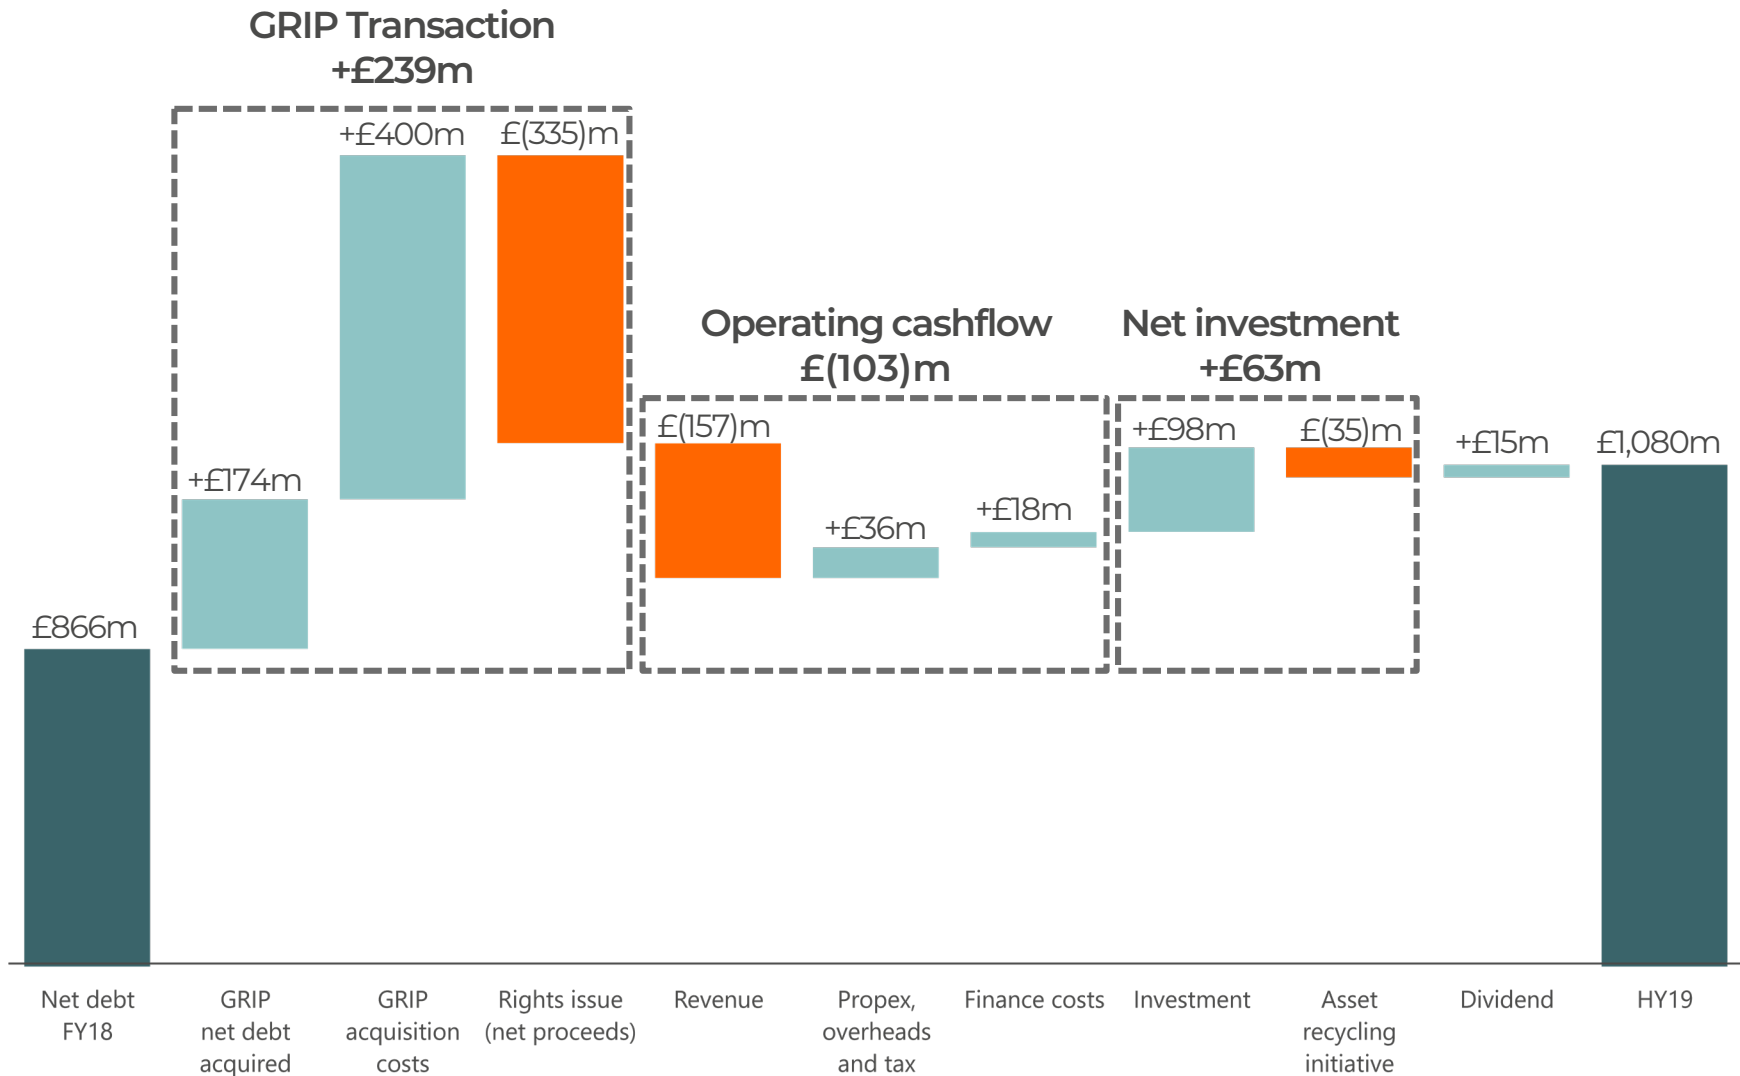 GRIP Transaction
+£239m
+£400m
£(335)m
+£174m
£866m
Operating cashflow
£(103)m
£(157)m
+£36m
+£18m
Net investment
+£63m
+£98m
£(35)m
+£15m
£1,080m
Net debt
FY18
GRIP
net debt
acquired
GRIP
acquisition
costs
Rights issue
(net proceeds)
Revenue
Propex,
overheads
and tax
Finance costs
Investment
Asset
recycling
initiative
Dividend
HY19